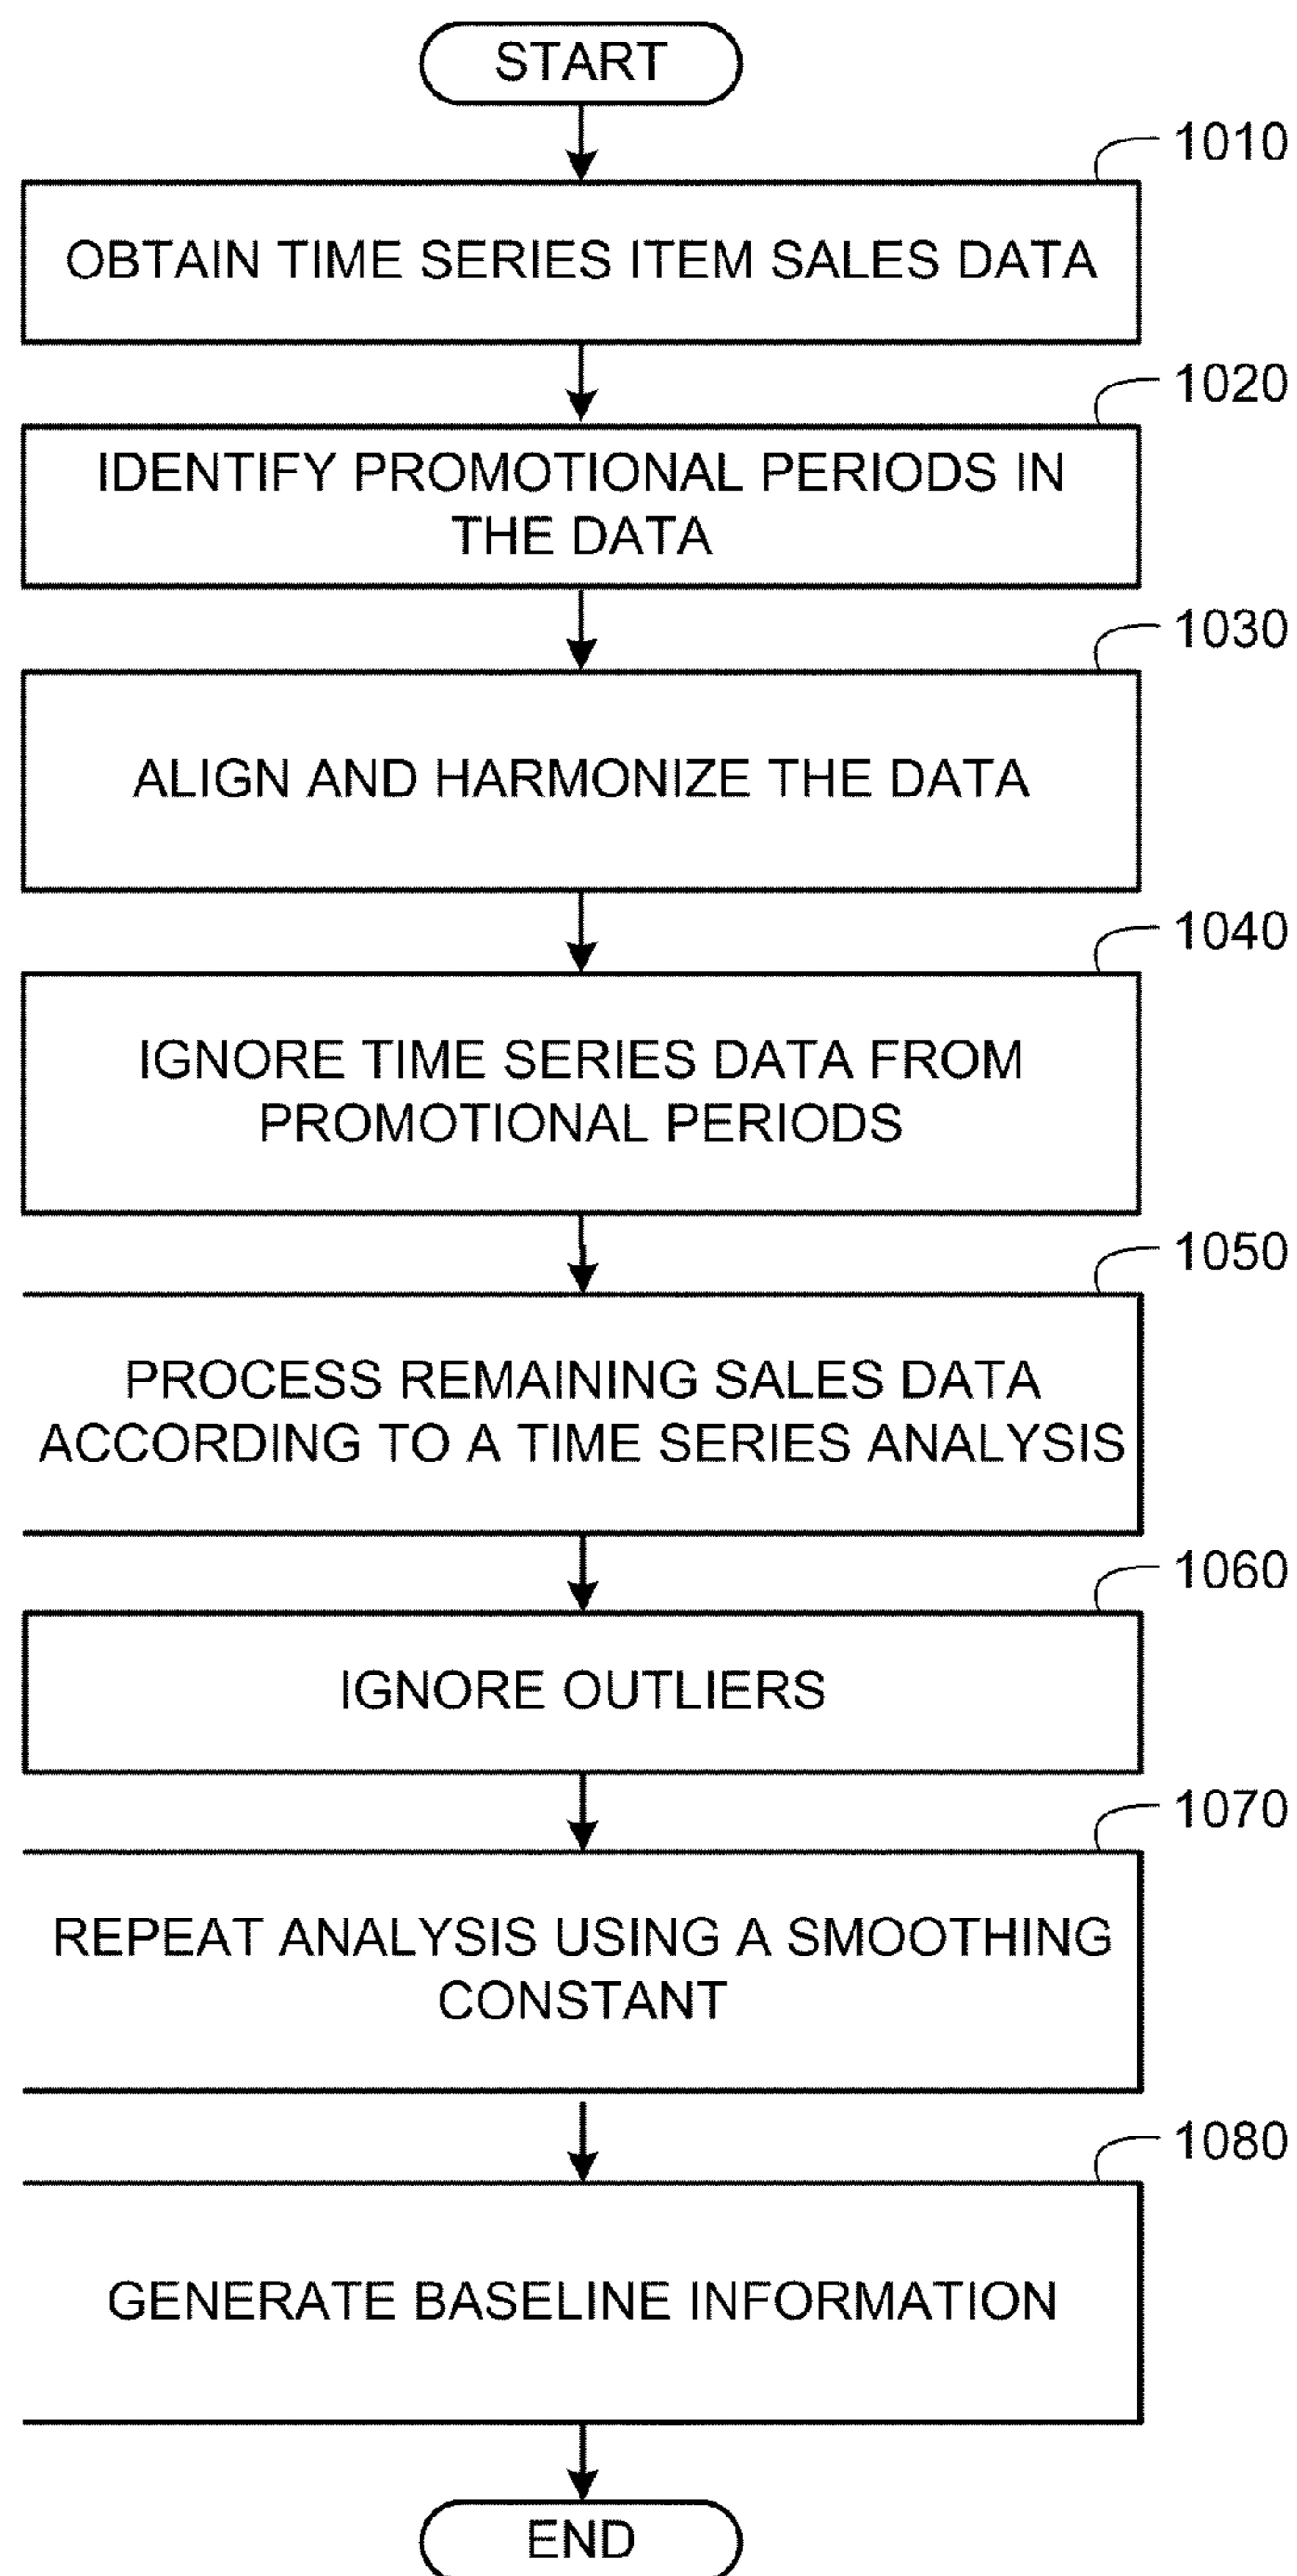 START
1010
OBTAIN TIME SERIES ITEM SALES DATA
1020
IDENTIFY PROMOTIONAL PERIODS IN
THE DATA
1030
ALIGN AND HARMONIZE THE DATA
1040
IGNORE TIME SERIES DATA FROM
PROMOTIONAL PERIODS
1050
PROCESS REMAINING SALES DATA
ACCORDING TO A TIME SERIES ANALYSIS
1060
IGNORE OUTLIERS
1070
REPEAT ANALYSIS USING A SMOOTHING
CONSTANT
1080
GENERATE BASELINE INFORMATION
END